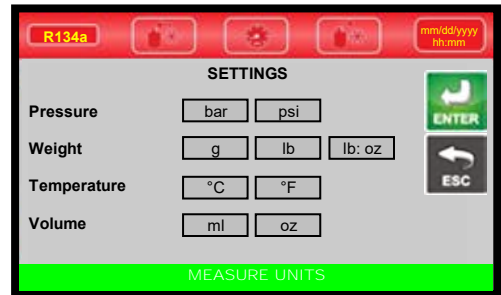 R134a
mm/dd/yyyy
hh:mm
SETTINGS
Pressure bar psi
ENTER
Weight g lb lb: oz
Temperature °C °F
ESC
Volume ml oz
MEASURE UNITS